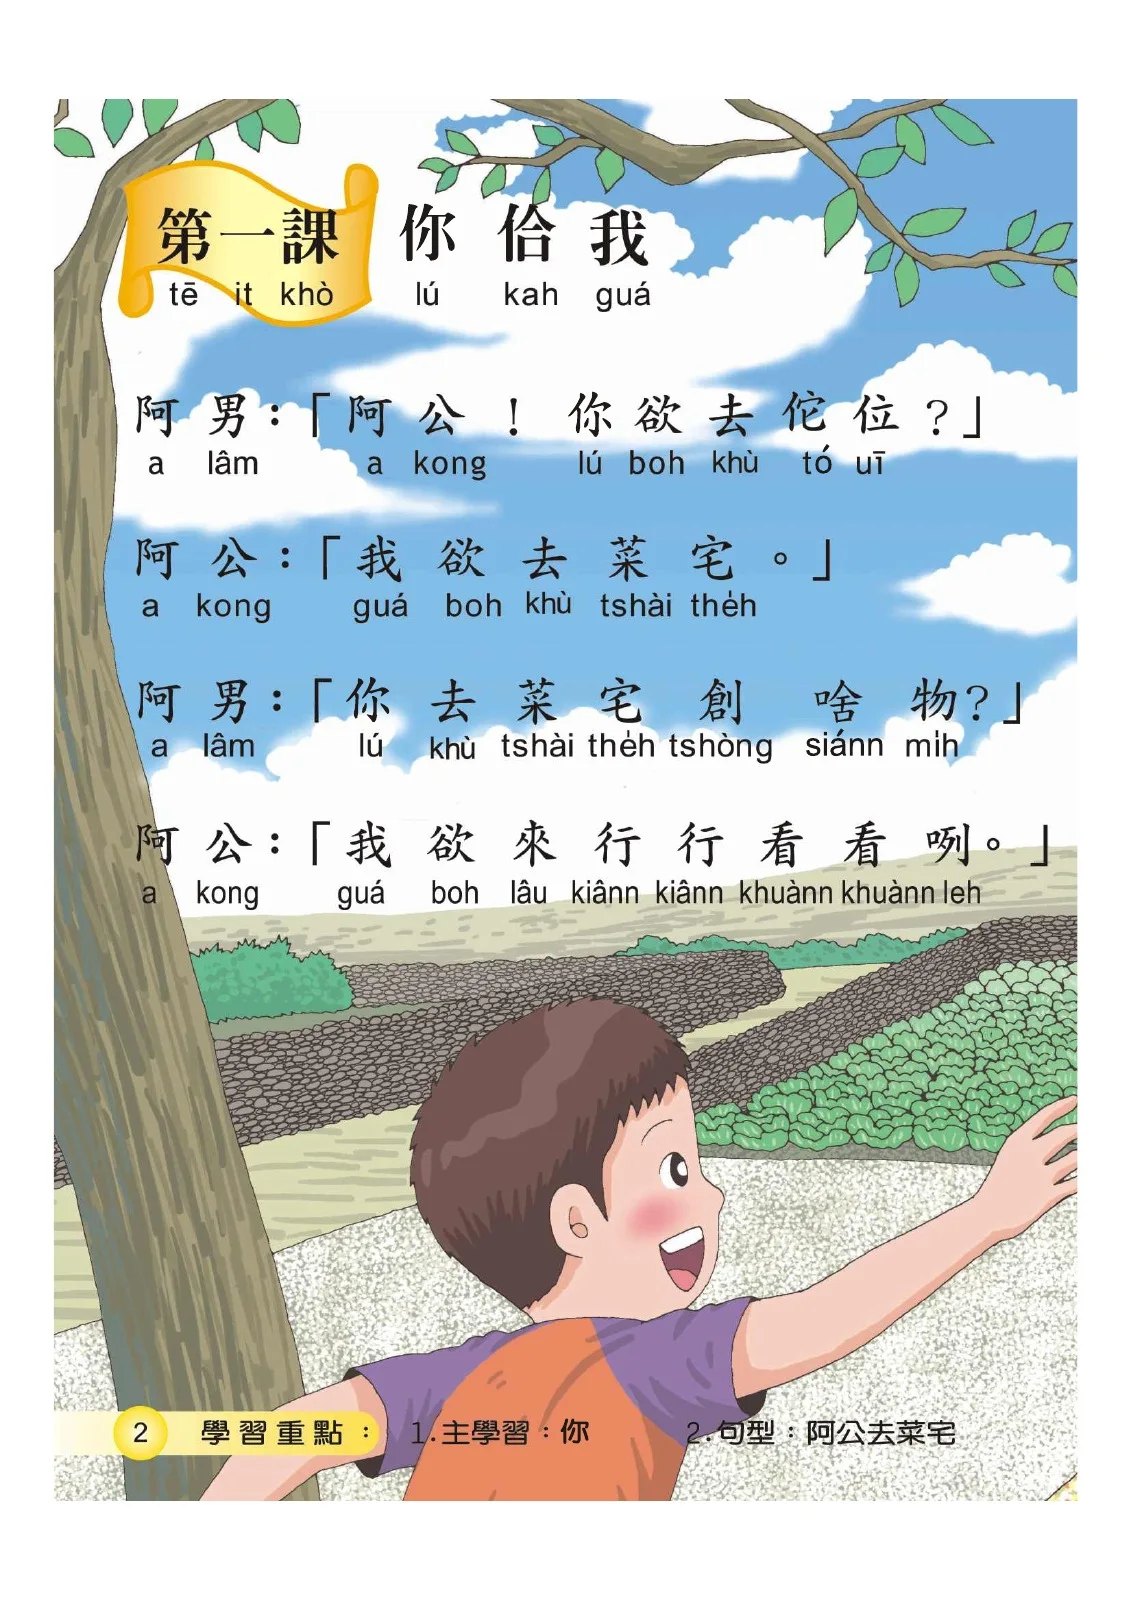 第一課 你佮我
tē it khò lú kah guá
阿男：「阿公！你欲去佗位？」
a lâm a kong lú boh khù tó uī
阿公：「我欲去菜宅。」
a kong guá boh khù tshài the̍h
阿男：「你去菜宅創啥物？」
a lâm lú khù tshài the̍h tshòng siánn mi̍h
阿公：「我欲來行行看看咧。」
a kong guá boh lâu kiânn kiânn khuànn khuànn leh
2 學習重點： 1.主學習：你 2.句型：阿公去菜宅